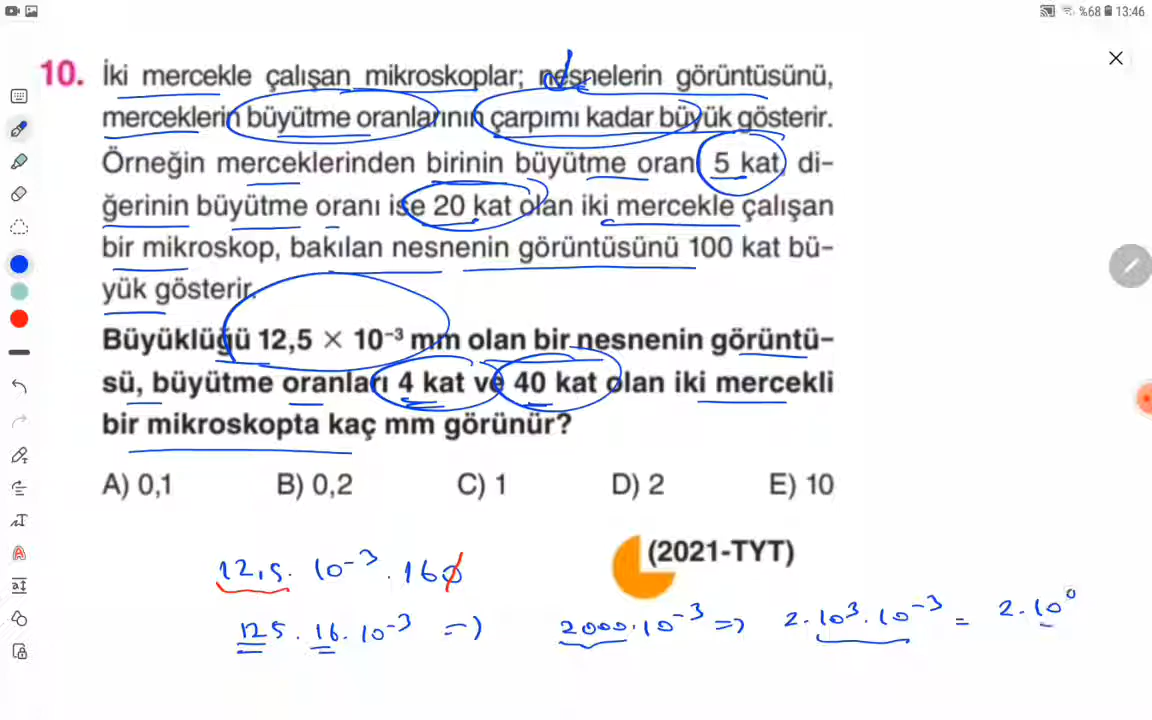 %68 13:46
10. İki mercekle çalışan mikroskoplar; nesnelerin görüntüsünü,
merceklerin büyütme oranlarının çarpımı kadar büyük gösterir.
Örneğin merceklerinden birinin büyütme oran 5 kat, di-
ğerinin büyütme oranı ise 20 kat olan iki mercekle çalışan
bir mikroskop, bakılan nesnenin görüntüsünü 100 kat bü-
yük gösterir.
Büyüklüğü 12,5 × 10⁻³ mm olan bir nesnenin görüntü-
sü, büyütme oranları 4 kat ve 40 kat olan iki mercekli
bir mikroskopta kaç mm görünür?
A) 0,1 B) 0,2 C) 1 D) 2 E) 10
(2021-TYT)
12,5 · 10⁻³ · 160
125 · 16 · 10⁻³ => 2000 · 10⁻³ => 2 · 10³ · 10⁻³ = 2 · 10⁰